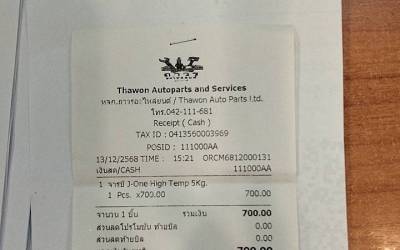 ถาวร
Thawon Autoparts and Services
หจก.ถาวรอะไหล่ยนต์ / Thawon Auto Parts Ltd.
โทร.042-111-681
Receipt ( Cash )
TAX ID : 0413560003969
POSID : 111000AA
13/12/2568 TIME : 15:21 ORCM6812000131
เงินสด/CASH 111000AA
1 จารบี J-One High Temp 5Kg.
1 Pcs. x700.00 700.00
จำนวน 1 ชิ้น รวมเงิน 700.00
ส่วนลดโปรโมชั่น ท้ายบิล 0.00
ส่วนลดท้ายบิล 0.00